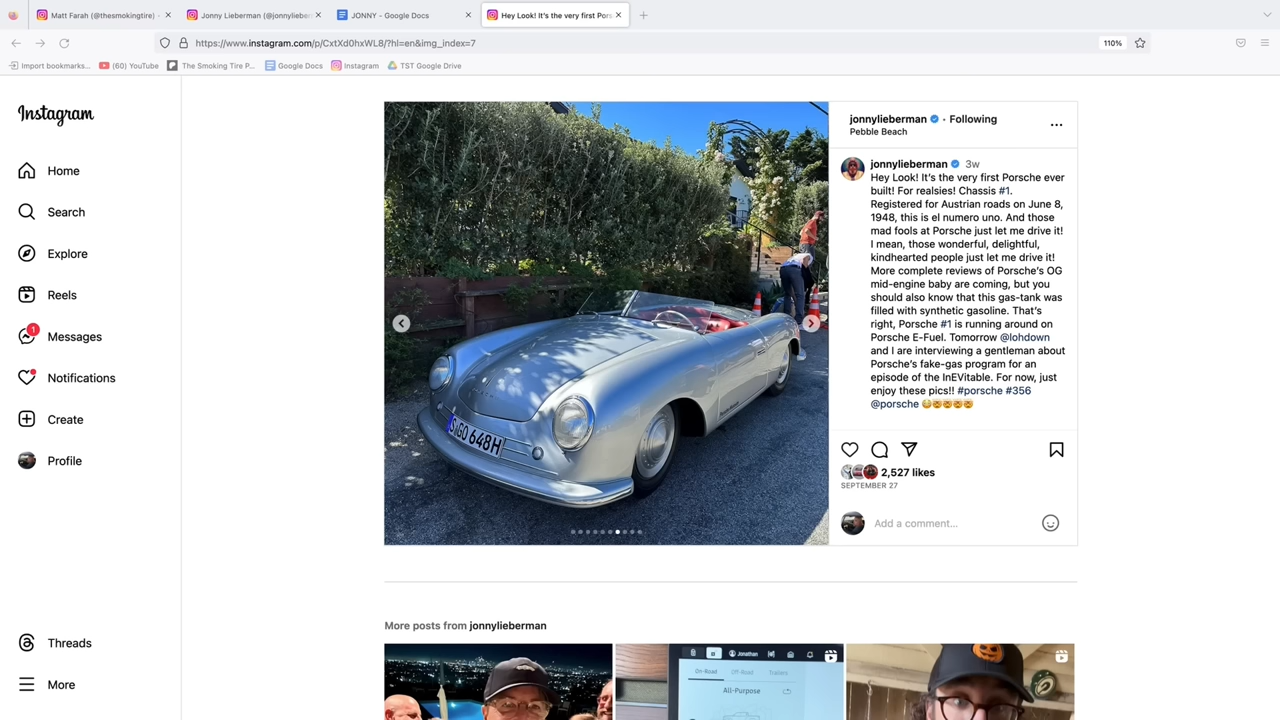 Matt Farah (@thesmokingtire) •
Jonny Lieberman (@jonnylieber
JONNY - Google Docs
Hey Look! It's the very first Pors
https://www.instagram.com/p/CxtXd0hxWL8/?hl=en&img_index=7
110%
Import bookmarks...
(60) YouTube
The Smoking Tire P...
Google Docs
Instagram
TST Google Drive
Instagram
Home
Search
Explore
Reels
1
Messages
Notifications
Create
Profile
Threads
More
S GO 648H
jonnylieberman • Following
Pebble Beach
jonnylieberman 3w
Hey Look! It's the very first Porsche ever
built! For realsies! Chassis #1.
Registered for Austrian roads on June 8,
1948, this is el numero uno. And those
mad fools at Porsche just let me drive it!
I mean, those wonderful, delightful,
kindhearted people just let me drive it!
More complete reviews of Porsche's OG
mid-engine baby are coming, but you
should also know that this gas-tank was
filled with synthetic gasoline. That's
right, Porsche #1 is running around on
Porsche E-Fuel. Tomorrow @lohdown
and I are interviewing a gentleman about
Porsche's fake-gas program for an
episode of the InEVitable. For now, just
enjoy these pics!! #porsche #356
@porsche 😳🤯🤯🤯🤯
2,527 likes
SEPTEMBER 27
Add a comment...
More posts from jonnylieberman
Jonathan
On-Road Off-Road Trailers
All-Purpose